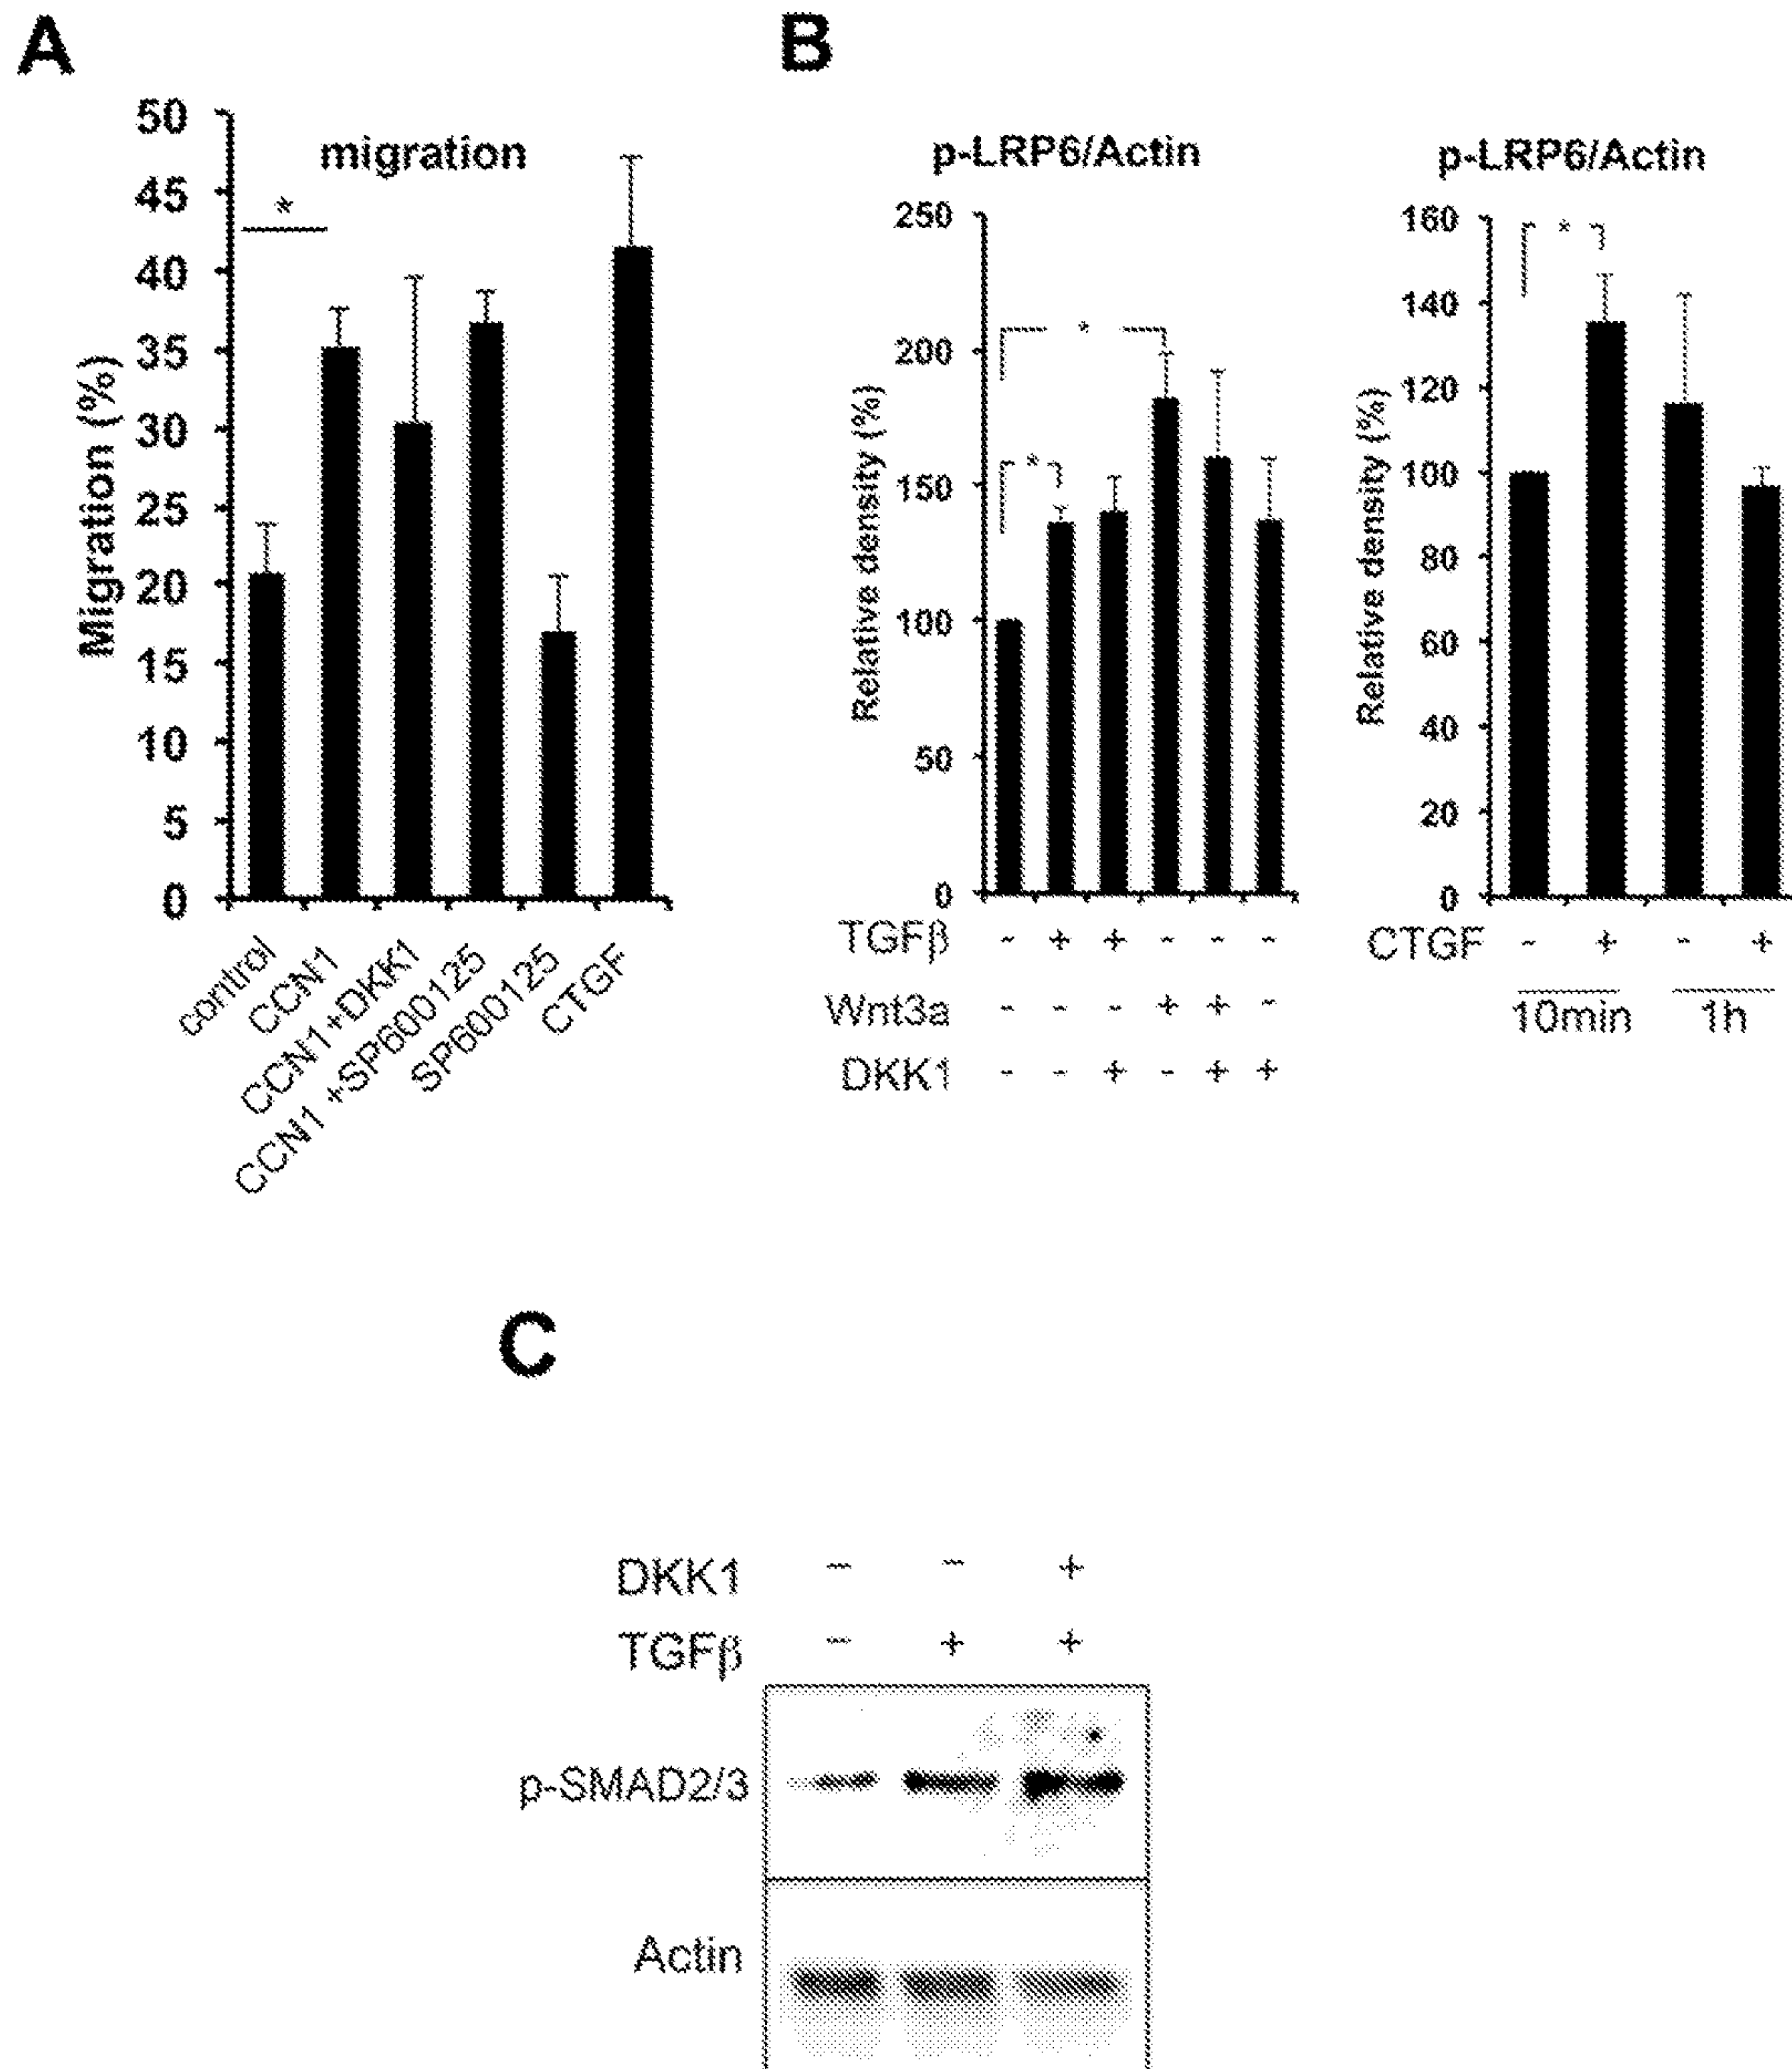 A
migration
Migration (%)
50
45
40
35
30
25
20
15
10
5
0
*
control
CCN1
CCN1+DKK1
CCN1 +SP600125
SP600125
CTGF
B
p-LRP6/Actin
Relative density (%)
250
200
150
100
50
0
*
*
TGFβ - + + - - -
Wnt3a - - - + + -
DKK1 - - + - + +
p-LRP6/Actin
Relative density (%)
160
140
120
100
80
60
40
20
0
*
CTGF - + - +
10min 1h
C
DKK1 - - +
TGFβ - + +
p-SMAD2/3
Actin